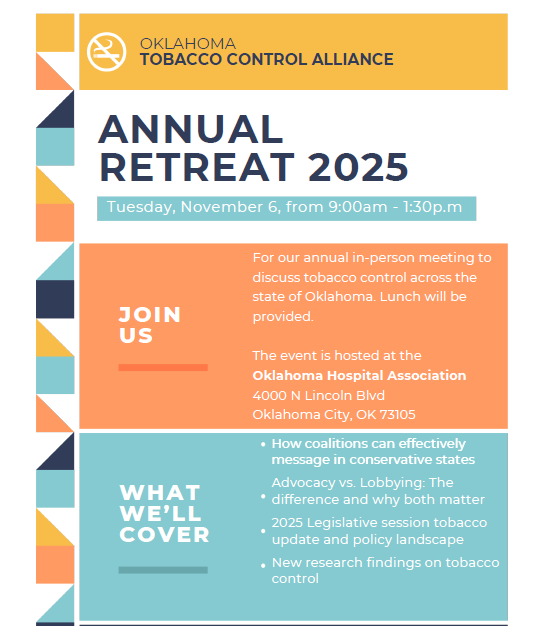 OKLAHOMA
TOBACCO CONTROL ALLIANCE
ANNUAL
RETREAT 2025
Tuesday, November 6, from 9:00am - 1:30p.m
JOIN
US
For our annual in-person meeting to
discuss tobacco control across the
state of Oklahoma. Lunch will be
provided.
The event is hosted at the
Oklahoma Hospital Association
4000 N Lincoln Blvd
Oklahoma City, OK 73105
WHAT
WE'LL
COVER
• How coalitions can effectively
message in conservative states
• Advocacy vs. Lobbying: The
difference and why both matter
• 2025 Legislative session tobacco
update and policy landscape
• New research findings on tobacco
control